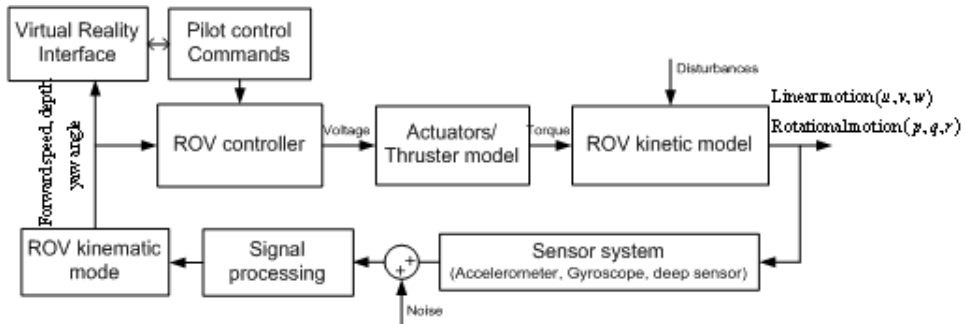 Virtual Reality
Interface
Pilot control
Commands
Disturbances
Linear motion (u, v, w)
Rotational motion (p, q, r)
Forward speed, depth
yaw angle
ROV controller
Voltage
Actuators/
Thruster model
Torque
ROV kinetic model
ROV kinematic
mode
Signal
processing
+
+
Noise
Sensor system
(Accelerometer, Gyroscope, deep sensor)